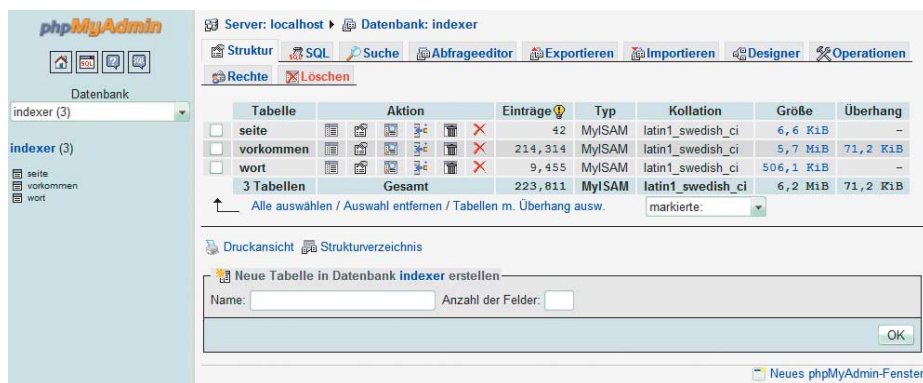 phpMyAdmin
Datenbank
indexer (3)
indexer (3)
seite
vorkommen
wort
Server: localhost ▸ Datenbank: indexer
Struktur SQL Suche Abfrageeditor Exportieren Importieren Designer Operationen
Rechte Löschen
Tabelle Aktion Einträge Typ Kollation Größe Überhang
seite 42 MyISAM latin1_swedish_ci 6,6 KiB -
vorkommen 214,314 MyISAM latin1_swedish_ci 5,7 MiB 71,2 KiB
wort 9,455 MyISAM latin1_swedish_ci 506,1 KiB -
3 Tabellen Gesamt 223,811 MyISAM latin1_swedish_ci 6,2 MiB 71,2 KiB
Alle auswählen / Auswahl entfernen / Tabellen m. Überhang ausw. markierte:
Druckansicht Strukturverzeichnis
Neue Tabelle in Datenbank indexer erstellen
Name: Anzahl der Felder:
OK
Neues phpMyAdmin-Fenster